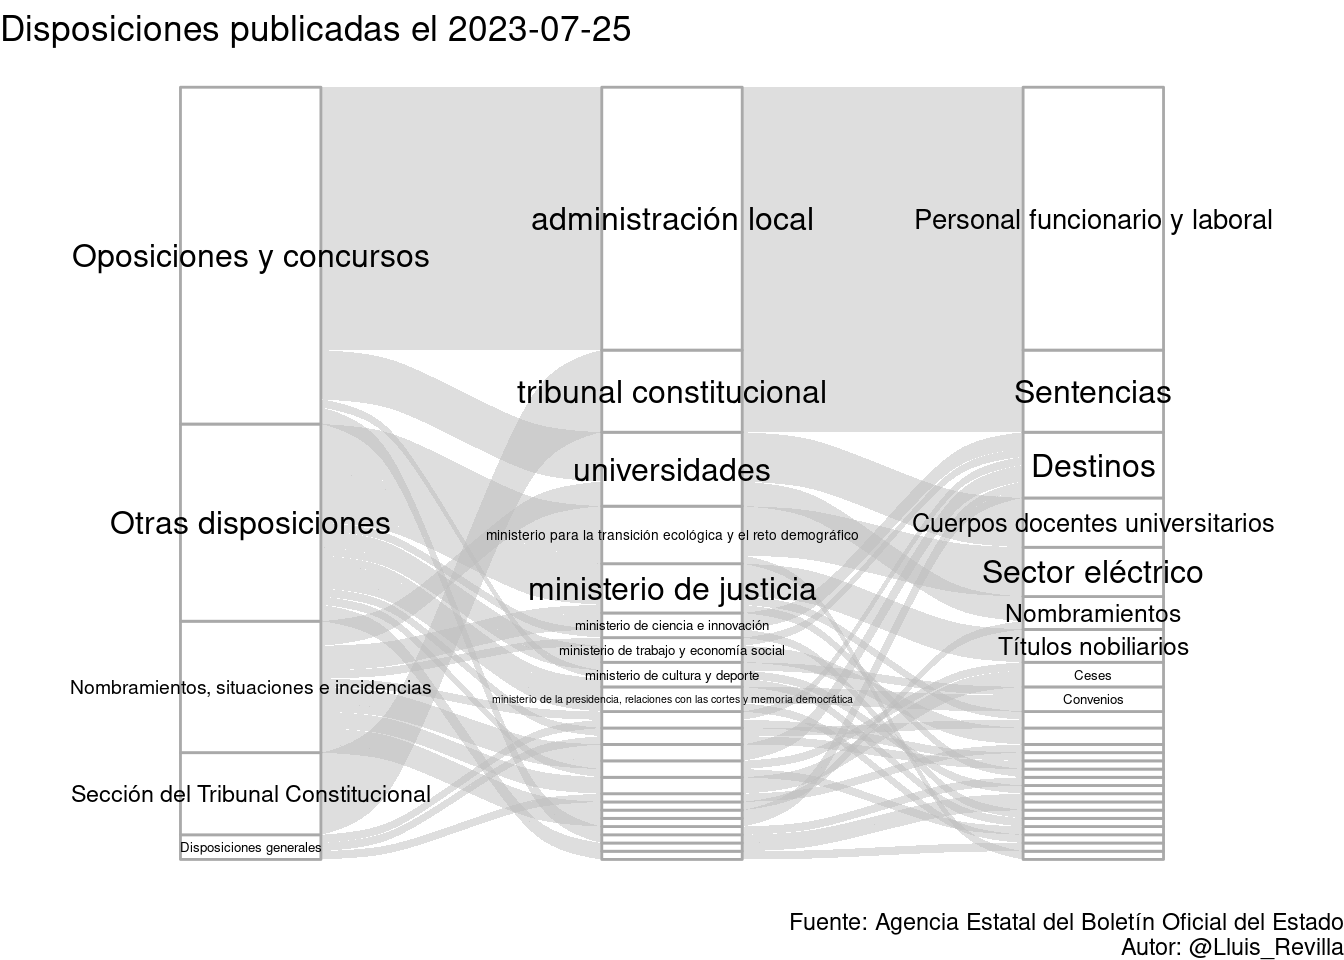 Disposiciones publicadas el 2023-07-25
Oposiciones y concursos
Otras disposiciones
Nombramientos, situaciones e incidencias
Sección del Tribunal Constitucional
Disposiciones generales
administración local
tribunal constitucional
universidades
ministerio para la transición ecológica y el reto demográfico
ministerio de justicia
ministerio de ciencia e innovación
ministerio de trabajo y economía social
ministerio de cultura y deporte
ministerio de la presidencia, relaciones con las cortes y memoria democrática
Personal funcionario y laboral
Sentencias
Destinos
Cuerpos docentes universitarios
Sector eléctrico
Nombramientos
Títulos nobiliarios
Ceses
Convenios
Fuente: Agencia Estatal del Boletín Oficial del Estado
Autor: @Lluis_Revilla